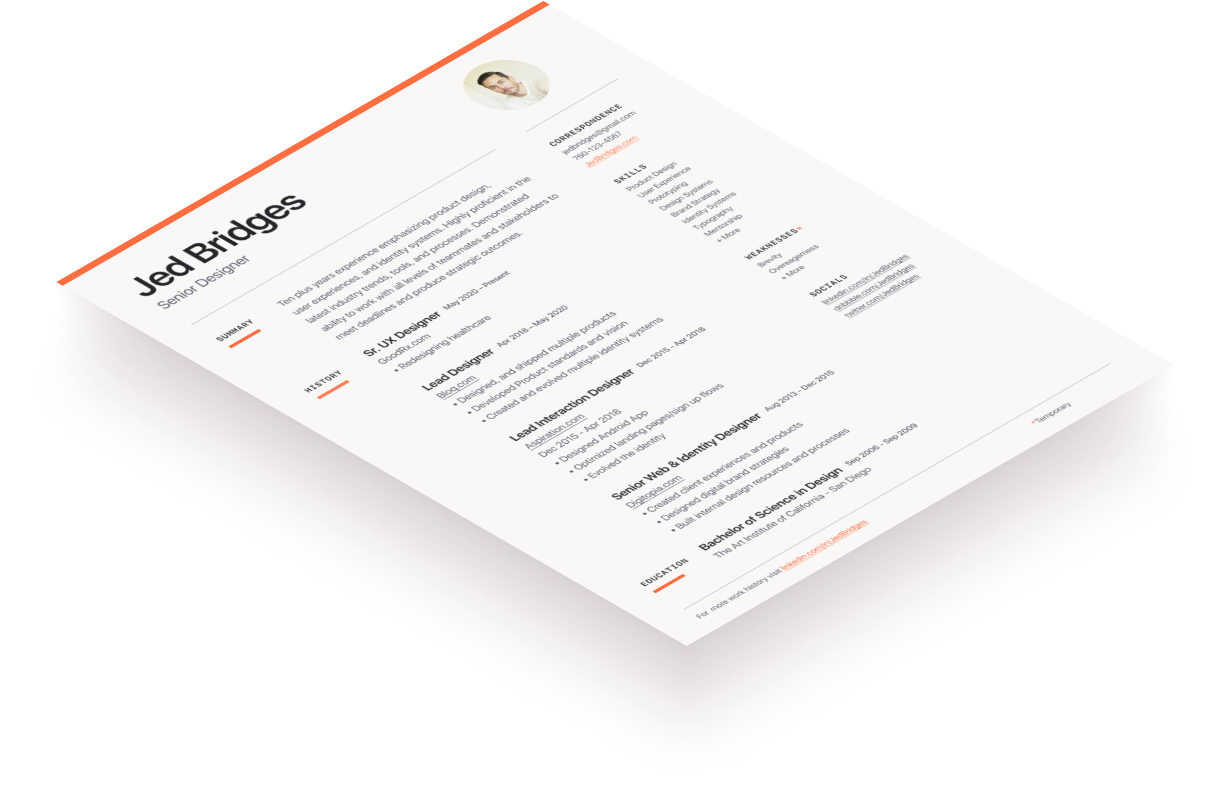 Jed Bridges
Senior Designer
SUMMARY
Ten plus years experience emphasizing product design,
user experiences, and identity systems. Highly proficient in the
latest industry trends, tools, and processes. Demonstrated
ability to work with all levels of teammates and stakeholders to
meet deadlines and produce strategic outcomes.
HISTORY
Sr. UX Designer May 2020 – Present
GoodRx.com
• Redesigning healthcare
Lead Designer Apr 2018 – May 2020
Blog.com
• Designed, and shipped multiple products
• Developed Product standards and vision
• Created and evolved multiple identity systems
Lead Interaction Designer Dec 2015 - Apr 2018
Aspiration.com
Dec 2015 - Apr 2018
• Designed Android App
• Optimized landing pages/sign up flows
• Evolved the identity
Senior Web & Identity Designer Aug 2013 – Dec 2015
Digitopia.com
• Created client experiences and products
• Designed digital brand strategies
• Built internal design resources and processes
EDUCATION
Bachelor of Science in Design Sep 2006 - Sep 2009
The Art Institute of California – San Diego
CORRESPONDENCE
jedbridges@gmail.com
760-123-4567
jedBridges.com
SKILLS
Product Design
User Experience
Prototyping
Design Systems
Brand Strategy
Identity Systems
Typography
Mentorship
+ More
WEAKNESSES*
Brevity
Overeagerness
+ More
SOCIALS
linkedin.com/in/JedBridges
dribbble.com/JedBridges
twitter.com/JedBridges
For more work history visit linkedin.com/in/JedBridges
*Temporary